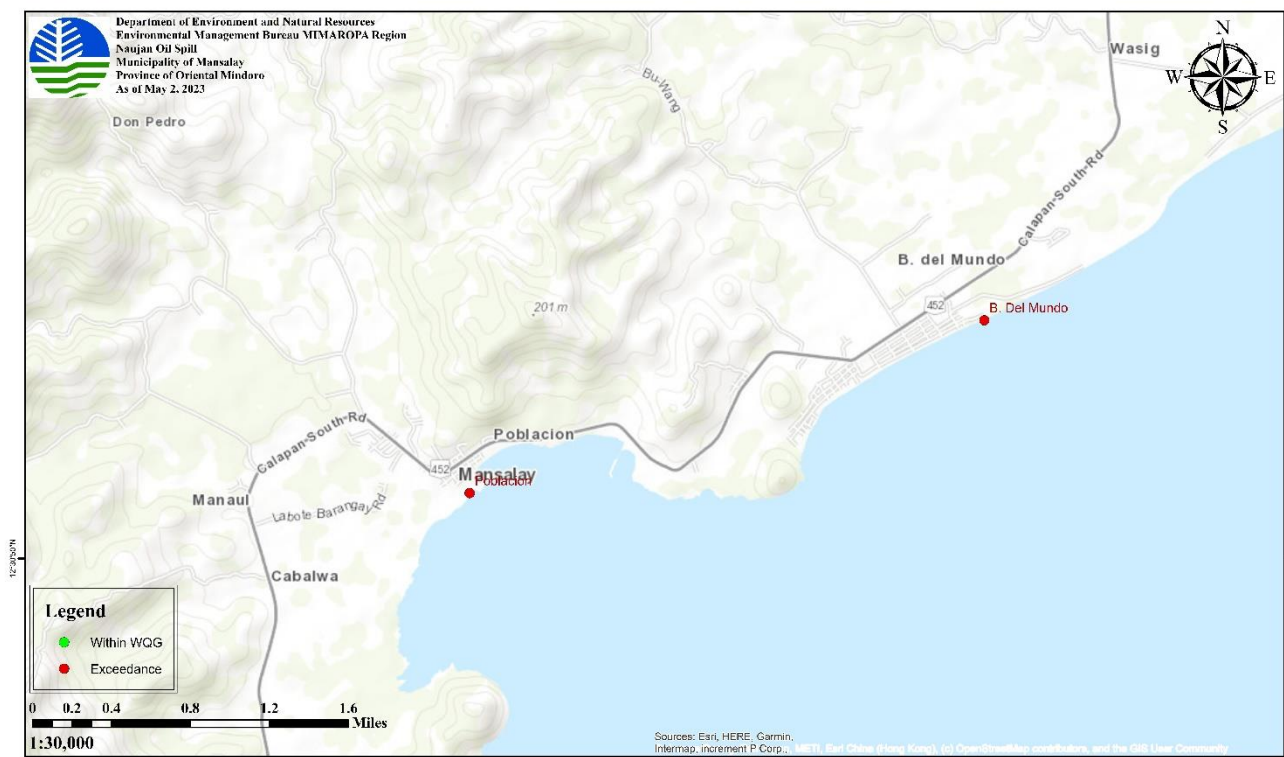 Department of Environment and Natural Resources
Environmental Management Bureau MIMAROPA Region
Naujan Oil Spill
Municipality of Mansalay
Province of Oriental Mindoro
As of May 2, 2023
N
W E
S
Wasig
Bu-Wang
Don Pedro
Calapan-South-Rd
B. del Mundo
201 m
452
B. Del Mundo
Calapan-South-Rd
Poblacion
452
Mansalay
Poblacion
Manaul
Labote Barangay Rd
12°30'50"N
Cabalwa
Legend
Within WQG
Exceedance
0 0.2 0.4 0.8 1.2 1.6
Miles
1:30,000
Sources: Esri, HERE, Garmin,
Intermap, increment P Corp., METI, Esri China (Hong Kong), (c) OpenStreetMap contributors, and the GIS User Community